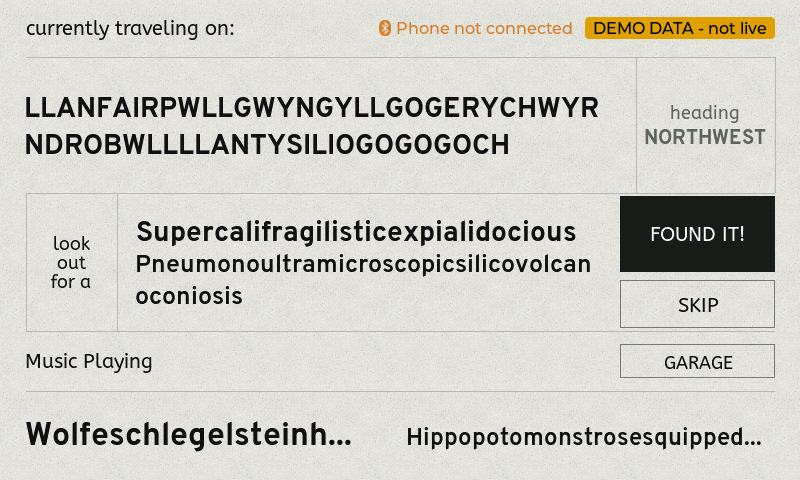 currently traveling on:
Phone not connected
DEMO DATA - not live
LLANFAIRPWLLGWYNGYLLGOGERYCHWYR
NDROBWLLLLANTYSILIOGOGOGOCH
heading
NORTHWEST
look
out
for a
Supercalifragilisticexpialidocious
Pneumonoultramicroscopicsilicovolcan
oconiosis
FOUND IT!
SKIP
Music Playing
GARAGE
Wolfeschlegelsteinh...
Hippopotomonstrosesquipped...